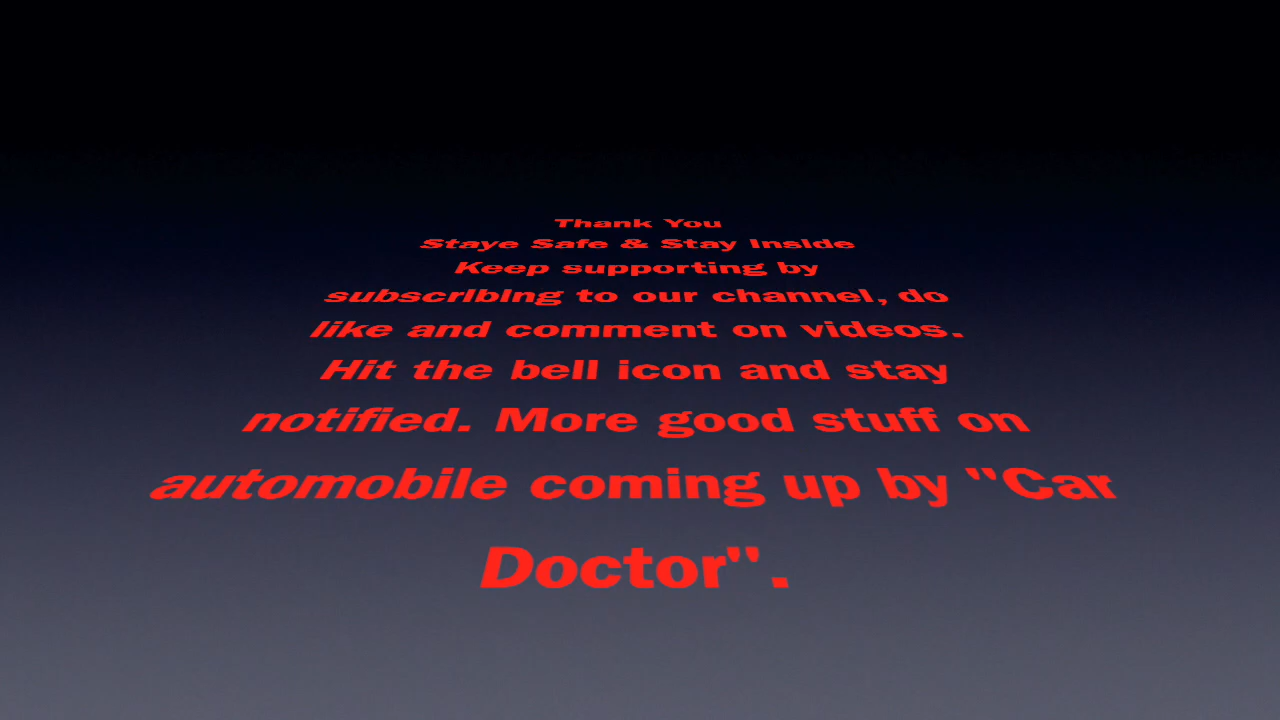 Thank You
Staye Safe & Stay Inside
Keep supporting by
subscribing to our channel, do
like and comment on videos.
Hit the bell icon and stay
notified. More good stuff on
automobile coming up by "Car
Doctor".